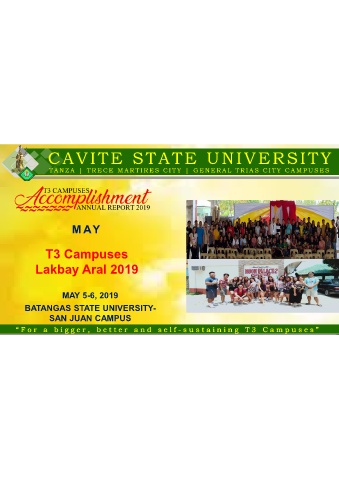 CAVITE STATE UNIVERSITY
TANZA | TRECE MARTIRES CITY | GENERAL TRIAS CITY CAMPUSES
T3 CAMPUSES
Accomplishment
ANNUAL REPORT 2019
MAY
T3 Campuses
Lakbay Aral 2019
MAY 5-6, 2019
BATANGAS STATE UNIVERSITY-
SAN JUAN CAMPUS
"For a bigger, better and self-sustaining T3 Campuses"